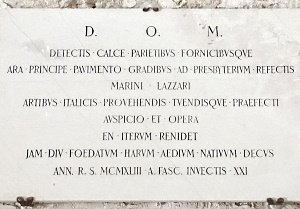 D. O. M.
DETECTIS · CALCE · PARIETIBVS · FORNICIBVSQVE
ARA · PRINCIPE · PAVIMENTO · GRADIBVS · AD · PRESBYTERIVM · REFECTIS
MARINI · LAZZARI
ARTIBVS · ITALICIS · PROVEHENDIS · TVENDISQVE · PRAEFECTI
AVSPICIO · ET · OPERA
EN · ITERVM · RENIDET
JAM · DIV · FOEDATVM · HARVM · AEDIVM · NATIVVM · DECVS
ANN. R. S. MCMXLIII · A. FASC. INVECTIS · XXI